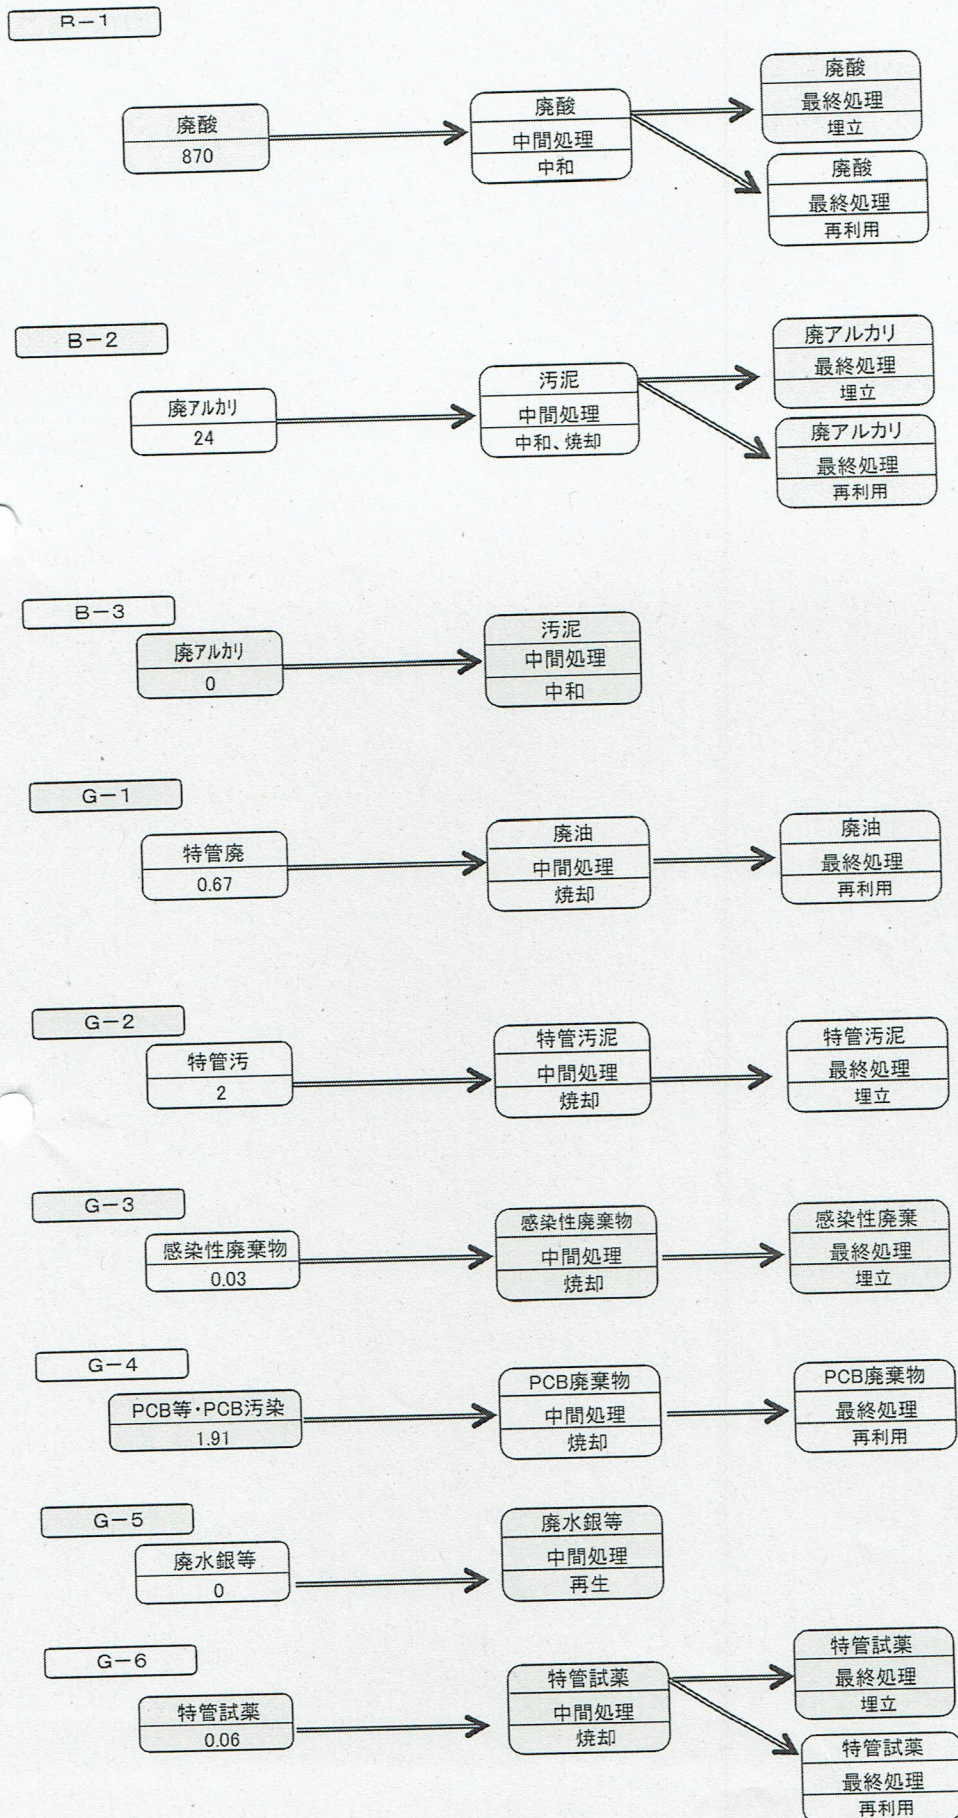 B－1
廃酸
870
廃酸
中間処理
中和
廃酸
最終処理
埋立
廃酸
最終処理
再利用
B－2
廃アルカリ
24
汚泥
中間処理
中和、焼却
廃アルカリ
最終処理
埋立
廃アルカリ
最終処理
再利用
B－3
廃アルカリ
0
汚泥
中間処理
中和
G－1
特管廃
0.67
廃油
中間処理
焼却
廃油
最終処理
再利用
G－2
特管汚
2
特管汚泥
中間処理
焼却
特管汚泥
最終処理
埋立
G－3
感染性廃棄物
0.03
感染性廃棄物
中間処理
焼却
感染性廃棄
最終処理
埋立
G－4
PCB等・PCB汚染
1.91
PCB廃棄物
中間処理
焼却
PCB廃棄物
最終処理
再利用
G－5
廃水銀等
0
廃水銀等
中間処理
再生
G－6
特管試薬
0.06
特管試薬
中間処理
焼却
特管試薬
最終処理
埋立
特管試薬
最終処理
再利用